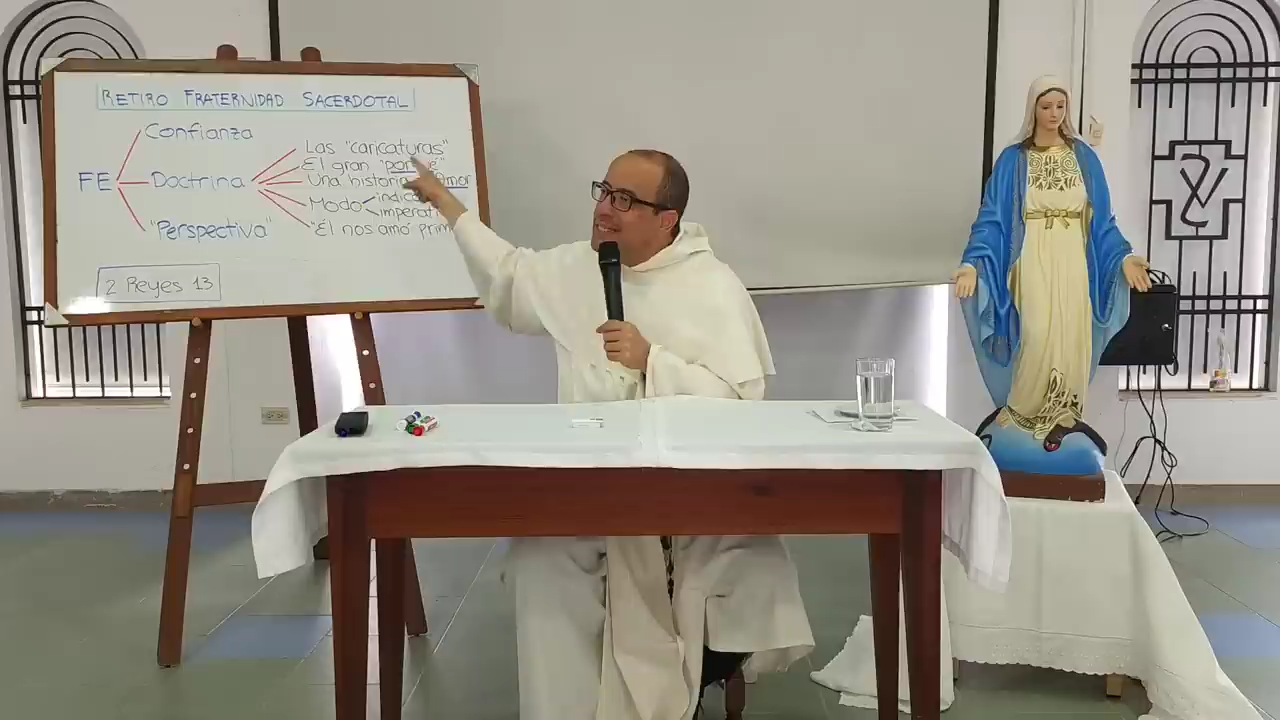 RETIRO FRATERNIDAD SACERDOTAL
Confianza
FE
Doctrina
"Perspectiva"
Las "caricaturas"
El gran "
Una historia Amor
Modo
"Él nos amó
2 Reyes 13